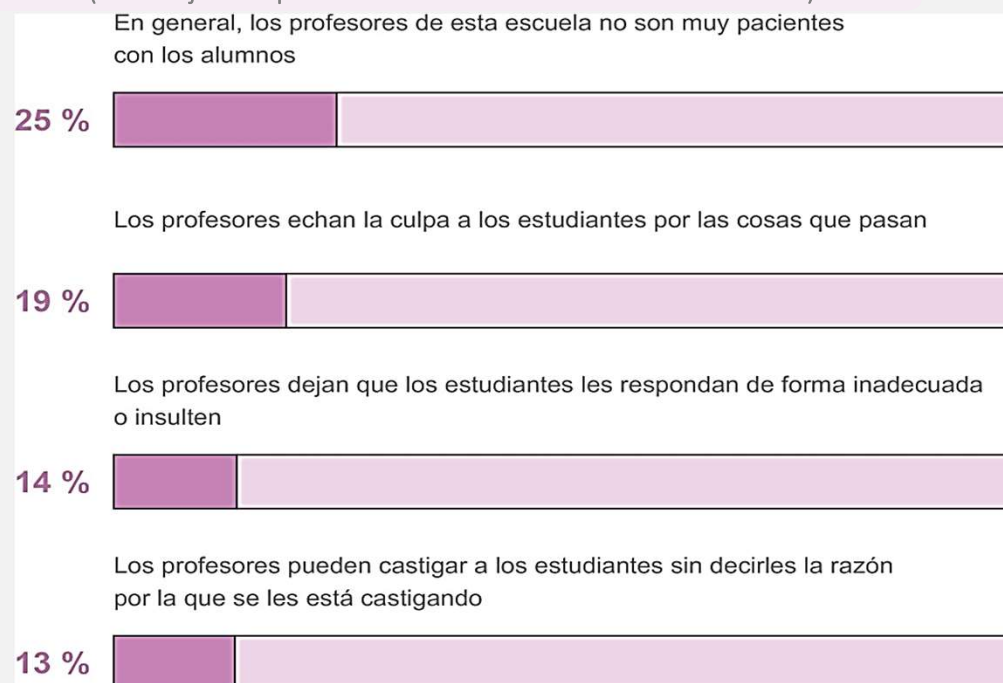 En general, los profesores de esta escuela no son muy pacientes
con los alumnos
25 %
Los profesores echan la culpa a los estudiantes por las cosas que pasan
19 %
Los profesores dejan que los estudiantes les respondan de forma inadecuada
o insulten
14 %
Los profesores pueden castigar a los estudiantes sin decirles la razón
por la que se les está castigando
13 %